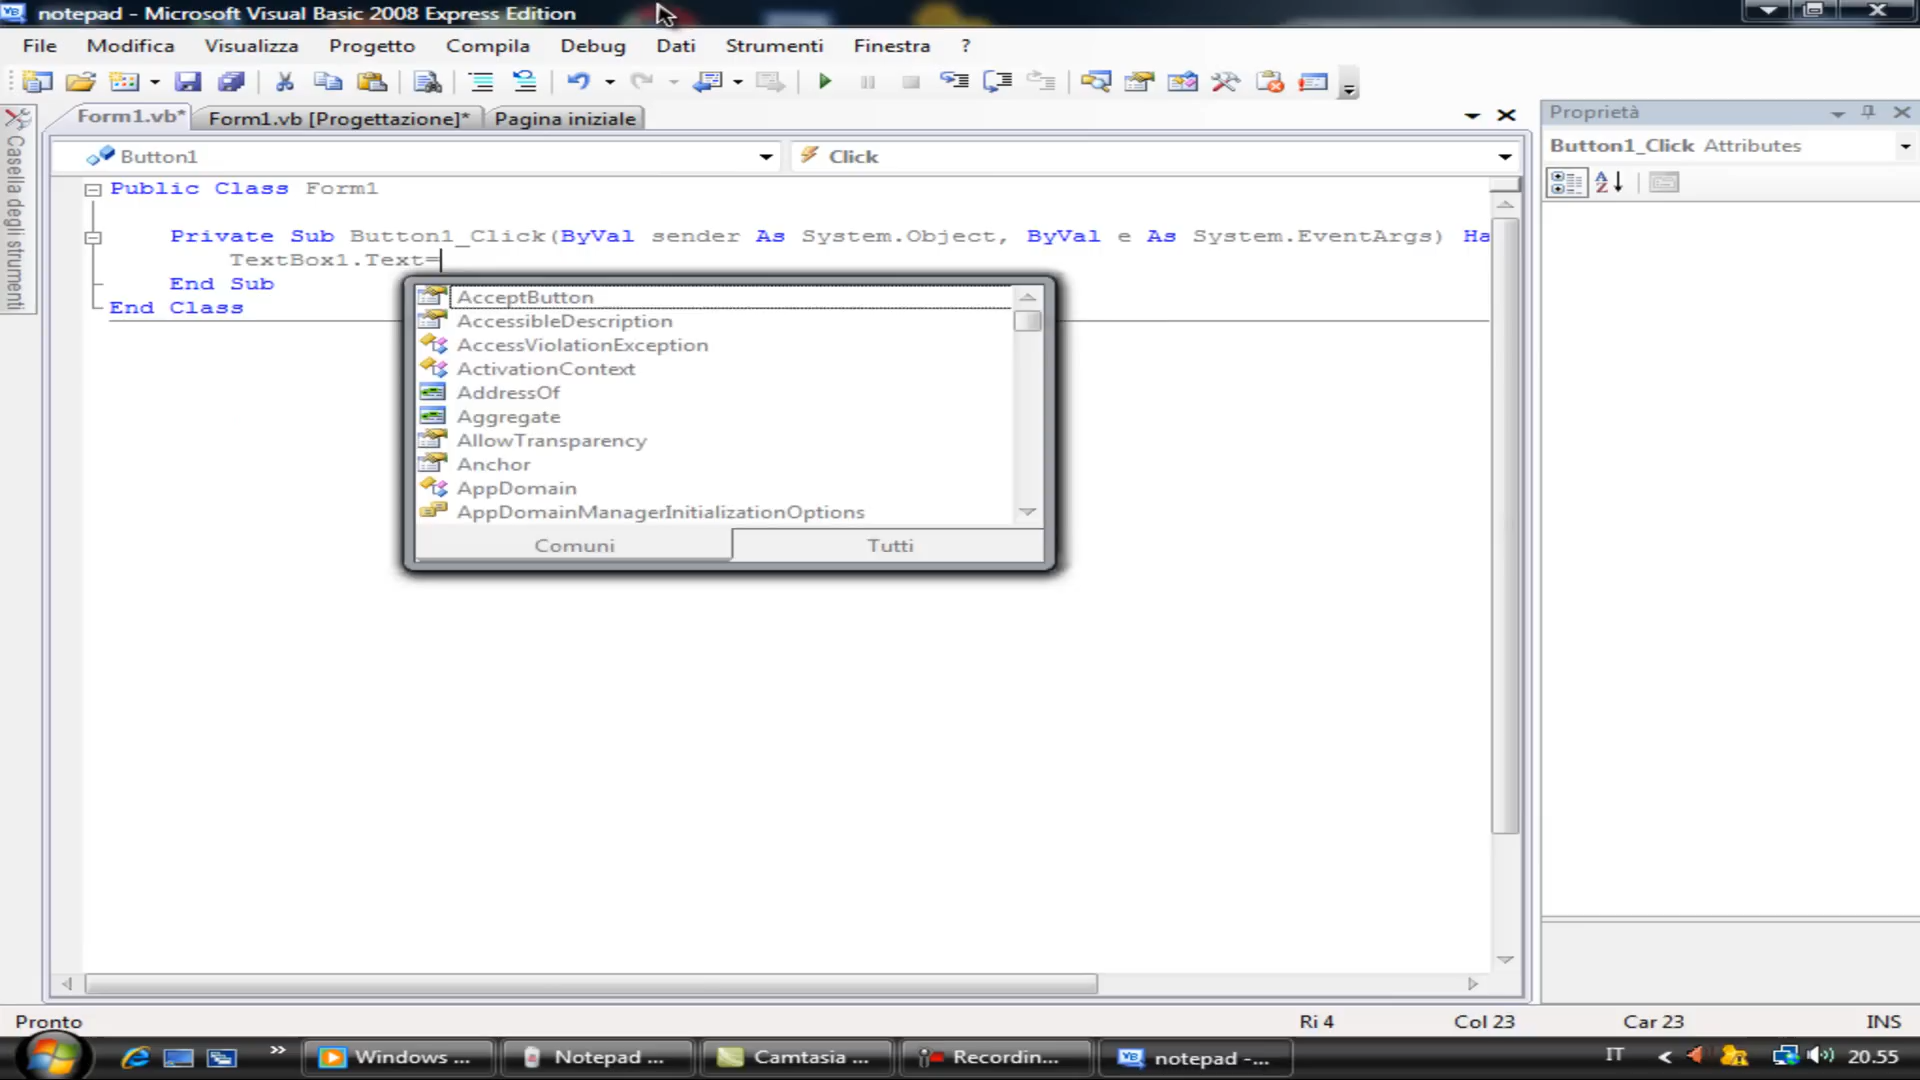 notepad - Microsoft Visual Basic 2008 Express Edition
File Modifica Visualizza Progetto Compila Debug Dati Strumenti Finestra ?
Form1.vb* Form1.vb [Progettazione]* Pagina iniziale
Proprietà
Casella degli strumenti
Button1 Click
Button1_Click Attributes
Public Class Form1
Private Sub Button1_Click(ByVal sender As System.Object, ByVal e As System.EventArgs) Ha
TextBox1.Text=
End Sub
End Class
AcceptButton
AccessibleDescription
AccessViolationException
ActivationContext
AddressOf
Aggregate
AllowTransparency
Anchor
AppDomain
AppDomainManagerInitializationOptions
Comuni Tutti
Pronto Ri 4 Col 23 Car 23 INS
» Windows ... Notepad ... Camtasia ... Recordin... notepad -... IT < 20.55